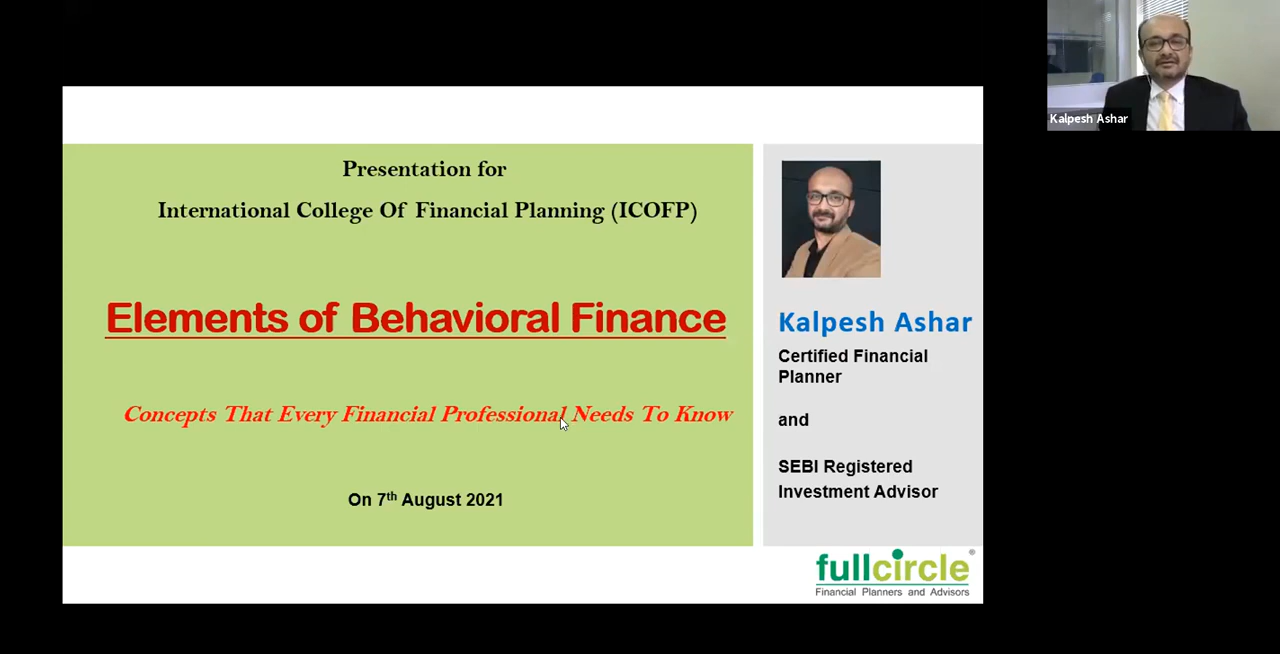 Presentation for
International College Of Financial Planning (ICOFP)
Elements of Behavioral Finance
Concepts That Every Financial Professional Needs To Know
On 7th August 2021
Kalpesh Ashar
Certified Financial
Planner
and
SEBI Registered
Investment Advisor
fullcircle®
Financial Planners and Advisors
Kalpesh Ashar